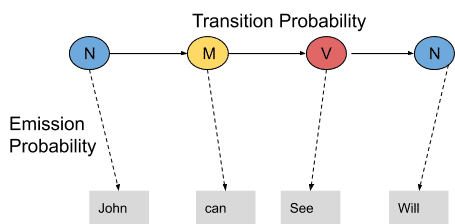 Transition Probability
N M V N
Emission
Probability
John can See Will